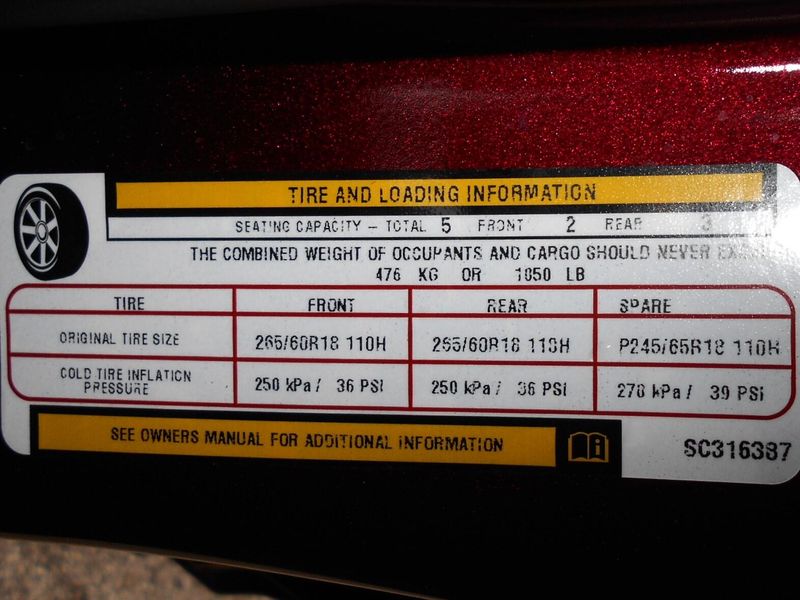 TIRE AND LOADING INFORMATION
SEATING CAPACITY – TOTAL 5 FRONT 2 REAR 3
THE COMBINED WEIGHT OF OCCUPANTS AND CARGO SHOULD NEVER
476 KG OR 1050 LB
TIRE FRONT REAR SPARE
ORIGINAL TIRE SIZE 265/60R18 110H 265/60R18 110H P245/65R18 110H
COLD TIRE INFLATION
PRESSURE 250 kPa / 36 PSI 250 kPa / 36 PSI 270 kPa / 39 PSI
SEE OWNERS MANUAL FOR ADDITIONAL INFORMATION
SC316387